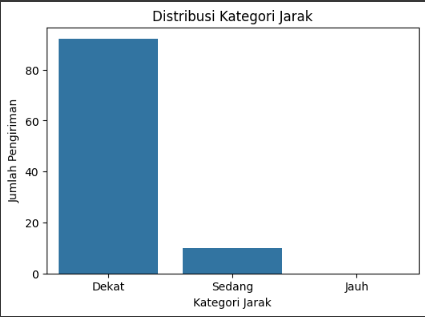 Distribusi Kategori Jarak
Jumlah Pengiriman
80
60
40
20
0
Dekat Sedang Jauh
Kategori Jarak